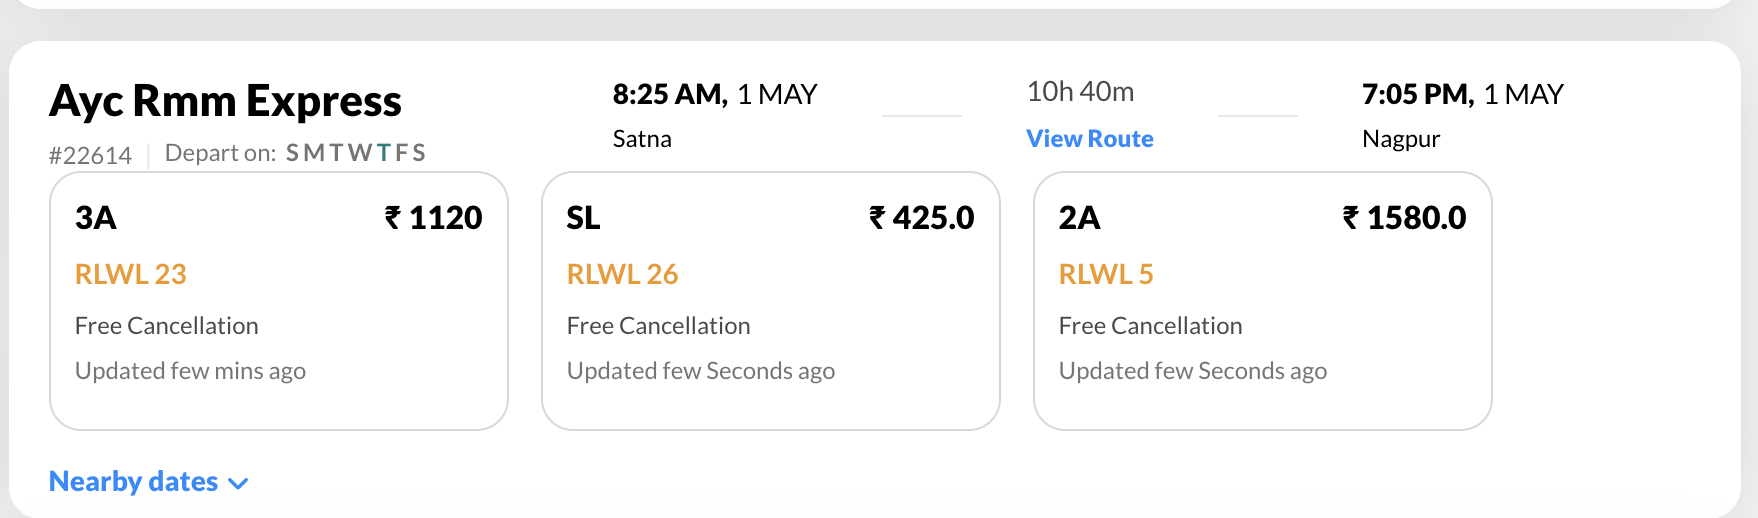 Ayc Rmm Express
#22614 Depart on: S M T W T F S
8:25 AM, 1 MAY
Satna
10h 40m
View Route
7:05 PM, 1 MAY
Nagpur
3A ₹ 1120
RLWL 23
Free Cancellation
Updated few mins ago
SL ₹ 425.0
RLWL 26
Free Cancellation
Updated few Seconds ago
2A ₹ 1580.0
RLWL 5
Free Cancellation
Updated few Seconds ago
Nearby dates